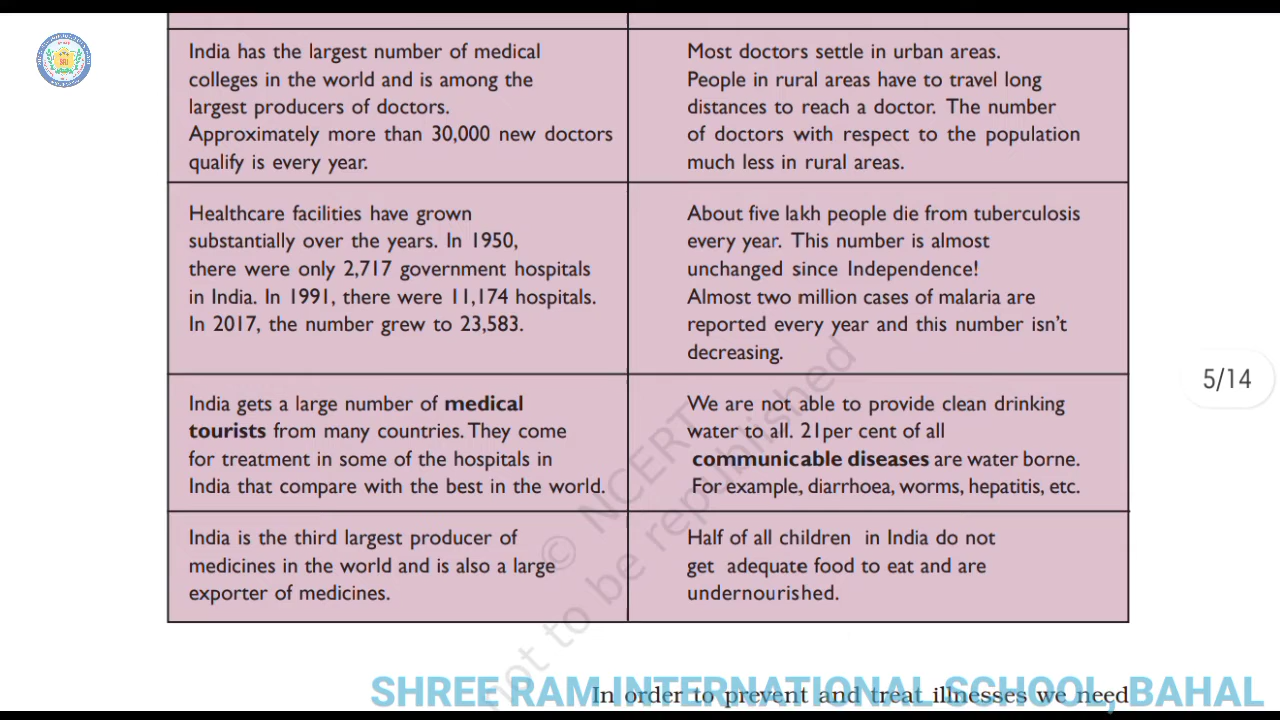 India has the largest number of medical
colleges in the world and is among the
largest producers of doctors.
Approximately more than 30,000 new doctors
qualify is every year.
Most doctors settle in urban areas.
People in rural areas have to travel long
distances to reach a doctor. The number
of doctors with respect to the population
much less in rural areas.
Healthcare facilities have grown
substantially over the years. In 1950,
there were only 2,717 government hospitals
in India. In 1991, there were 11,174 hospitals.
In 2017, the number grew to 23,583.
About five lakh people die from tuberculosis
every year. This number is almost
unchanged since Independence!
Almost two million cases of malaria are
reported every year and this number isn't
decreasing.
India gets a large number of medical
tourists from many countries. They come
for treatment in some of the hospitals in
India that compare with the best in the world.
We are not able to provide clean drinking
water to all. 21per cent of all
communicable diseases are water borne.
For example, diarrhoea, worms, hepatitis, etc.
India is the third largest producer of
medicines in the world and is also a large
exporter of medicines.
Half of all children in India do not
get adequate food to eat and are
undernourished.
© NCERT
not to be republished
5/14
In order to prevent and treat illnesses we need
SHREE RAM INTERNATIONAL SCHOOL, BAHAL